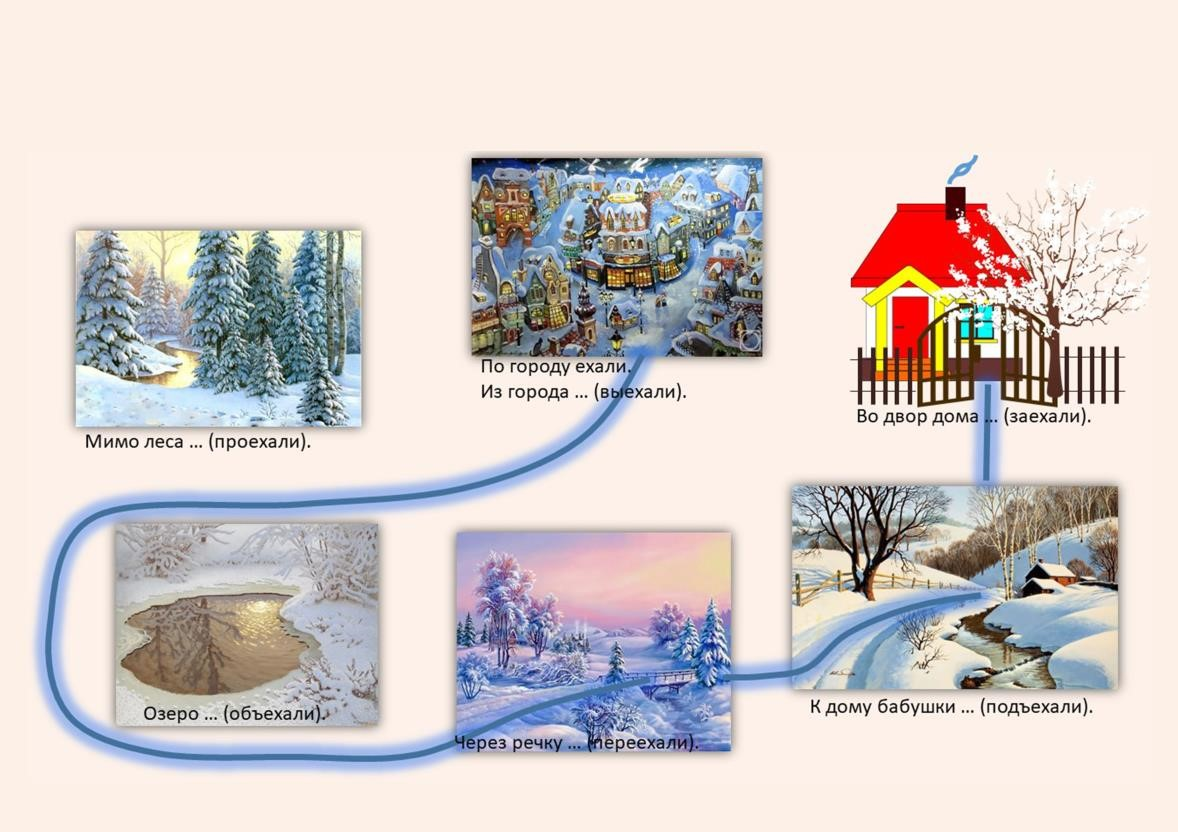 По городу ехали.
Из города ... (выехали).
Мимо леса ... (проехали).
Озеро ... (объехали).
Через речку ... (переехали).
К дому бабушки ... (подъехали).
Во двор дома ... (заехали).